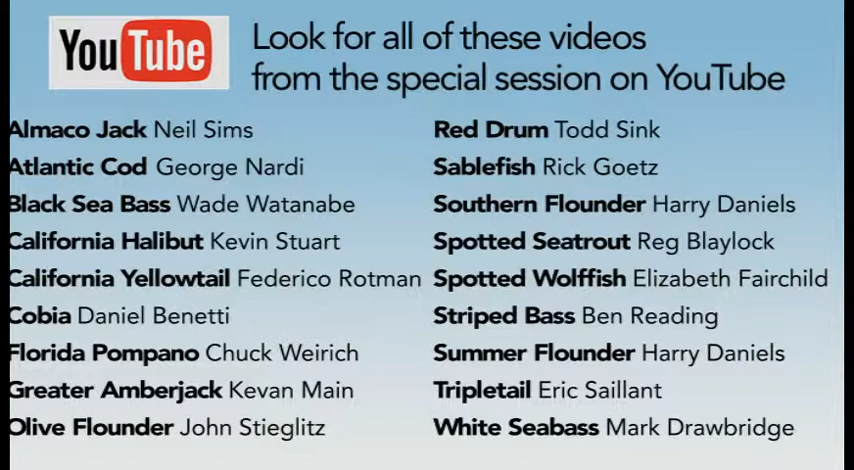 YouTube
Look for all of these videos
from the special session on YouTube
Almaco Jack Neil Sims
Atlantic Cod George Nardi
Black Sea Bass Wade Watanabe
California Halibut Kevin Stuart
California Yellowtail Federico Rotman
Cobia Daniel Benetti
Florida Pompano Chuck Weirich
Greater Amberjack Kevan Main
Olive Flounder John Stieglitz
Red Drum Todd Sink
Sablefish Rick Goetz
Southern Flounder Harry Daniels
Spotted Seatrout Reg Blaylock
Spotted Wolffish Elizabeth Fairchild
Striped Bass Ben Reading
Summer Flounder Harry Daniels
Tripletail Eric Saillant
White Seabass Mark Drawbridge